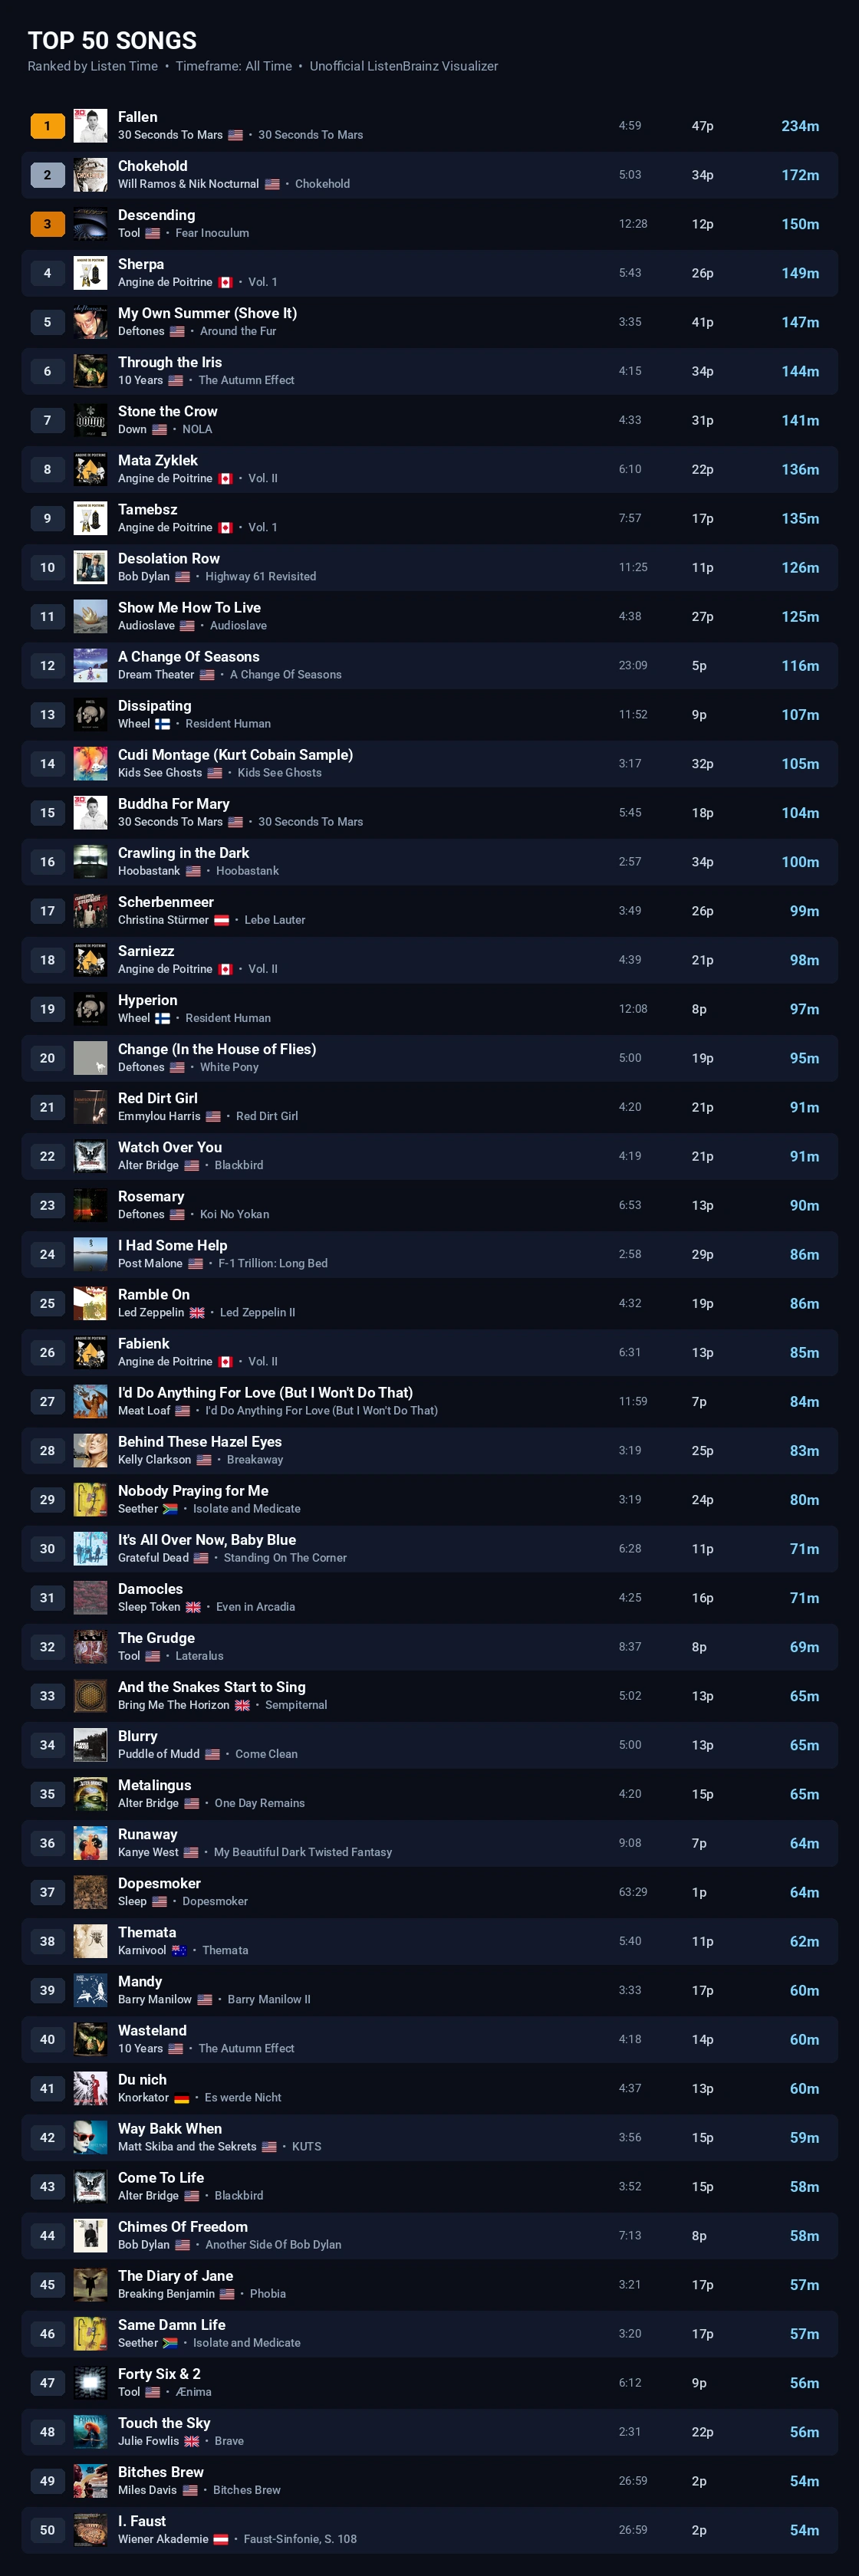 TOP 50 SONGS
Ranked by Listen Time • Timeframe: All Time • Unofficial ListenBrainz Visualizer
1 Fallen 4:59 47p 234m
30 Seconds To Mars • 30 Seconds To Mars
2 Chokehold 5:03 34p 172m
Will Ramos & Nik Nocturnal • Chokehold
3 Descending 12:28 12p 150m
Tool • Fear Inoculum
4 Sherpa 5:43 26p 149m
Angine de Poitrine • Vol. 1
5 My Own Summer (Shove It) 3:35 41p 147m
Deftones • Around the Fur
6 Through the Iris 4:15 34p 144m
10 Years • The Autumn Effect
7 Stone the Crow 4:33 31p 141m
Down • NOLA
8 Mata Zyklek 6:10 22p 136m
Angine de Poitrine • Vol. II
9 Tamebsz 7:57 17p 135m
Angine de Poitrine • Vol. 1
10 Desolation Row 11:25 11p 126m
Bob Dylan • Highway 61 Revisited
11 Show Me How To Live 4:38 27p 125m
Audioslave • Audioslave
12 A Change Of Seasons 23:09 5p 116m
Dream Theater • A Change Of Seasons
13 Dissipating 11:52 9p 107m
Wheel • Resident Human
14 Cudi Montage (Kurt Cobain Sample) 3:17 32p 105m
Kids See Ghosts • Kids See Ghosts
15 Buddha For Mary 5:45 18p 104m
30 Seconds To Mars • 30 Seconds To Mars
16 Crawling in the Dark 2:57 34p 100m
Hoobastank • Hoobastank
17 Scherbenmeer 3:49 26p 99m
Christina Stürmer • Lebe Lauter
18 Sarniezz 4:39 21p 98m
Angine de Poitrine • Vol. II
19 Hyperion 12:08 8p 97m
Wheel • Resident Human
20 Change (In the House of Flies) 5:00 19p 95m
Deftones • White Pony
21 Red Dirt Girl 4:20 21p 91m
Emmylou Harris • Red Dirt Girl
22 Watch Over You 4:19 21p 91m
Alter Bridge • Blackbird
23 Rosemary 6:53 13p 90m
Deftones • Koi No Yokan
24 I Had Some Help 2:58 29p 86m
Post Malone • F-1 Trillion: Long Bed
25 Ramble On 4:32 19p 86m
Led Zeppelin • Led Zeppelin II
26 Fabienk 6:31 13p 85m
Angine de Poitrine • Vol. II
27 I'd Do Anything For Love (But I Won't Do That) 11:59 7p 84m
Meat Loaf • I'd Do Anything For Love (But I Won't Do That)
28 Behind These Hazel Eyes 3:19 25p 83m
Kelly Clarkson • Breakaway
29 Nobody Praying for Me 3:19 24p 80m
Seether • Isolate and Medicate
30 It's All Over Now, Baby Blue 6:28 11p 71m
Grateful Dead • Standing On The Corner
31 Damocles 4:25 16p 71m
Sleep Token • Even in Arcadia
32 The Grudge 8:37 8p 69m
Tool • Lateralus
33 And the Snakes Start to Sing 5:02 13p 65m
Bring Me The Horizon • Sempiternal
34 Blurry 5:00 13p 65m
Puddle of Mudd • Come Clean
35 Metalingus 4:20 15p 65m
Alter Bridge • One Day Remains
36 Runaway 9:08 7p 64m
Kanye West • My Beautiful Dark Twisted Fantasy
37 Dopesmoker 63:29 1p 64m
Sleep • Dopesmoker
38 Themata 5:40 11p 62m
Karnivool • Themata
39 Mandy 3:33 17p 60m
Barry Manilow • Barry Manilow II
40 Wasteland 4:18 14p 60m
10 Years • The Autumn Effect
41 Du nich 4:37 13p 60m
Knorkator • Es werde Nicht
42 Way Bakk When 3:56 15p 59m
Matt Skiba and the Sekrets • KUTS
43 Come To Life 3:52 15p 58m
Alter Bridge • Blackbird
44 Chimes Of Freedom 7:13 8p 58m
Bob Dylan • Another Side Of Bob Dylan
45 The Diary of Jane 3:21 17p 57m
Breaking Benjamin • Phobia
46 Same Damn Life 3:20 17p 57m
Seether • Isolate and Medicate
47 Forty Six & 2 6:12 9p 56m
Tool • Ænima
48 Touch the Sky 2:31 22p 56m
Julie Fowlis • Brave
49 Bitches Brew 26:59 2p 54m
Miles Davis • Bitches Brew
50 I. Faust 26:59 2p 54m
Wiener Akademie • Faust-Sinfonie, S. 108